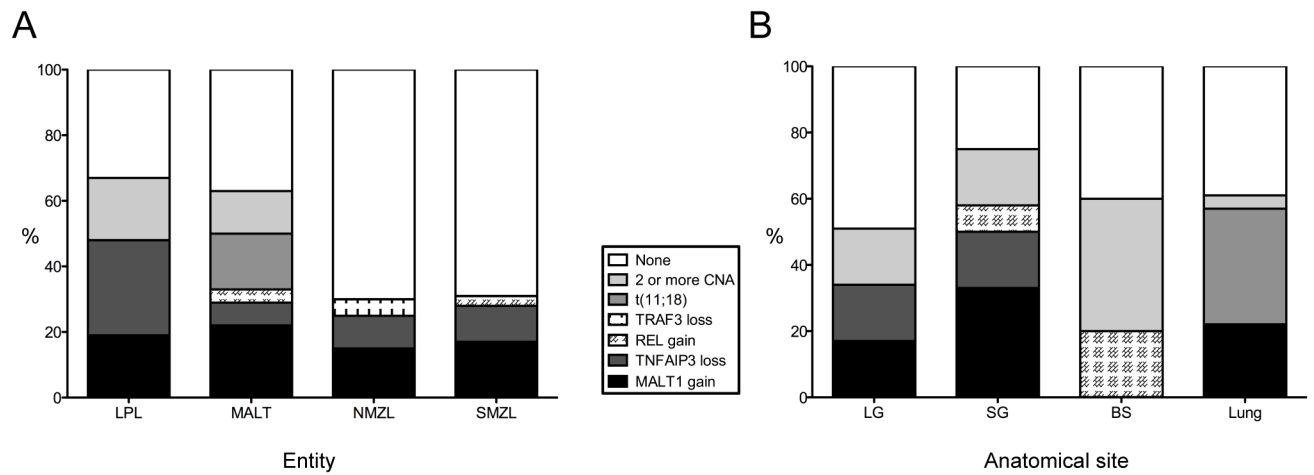 A
100
80
60
%
40
20
0
LPL MALT NMZL SMZL
Entity
None
2 or more CNA
t(11;18)
TRAF3 loss
REL gain
TNFAIP3 loss
MALT1 gain
B
100
80
60
%
40
20
0
LG SG BS Lung
Anatomical site